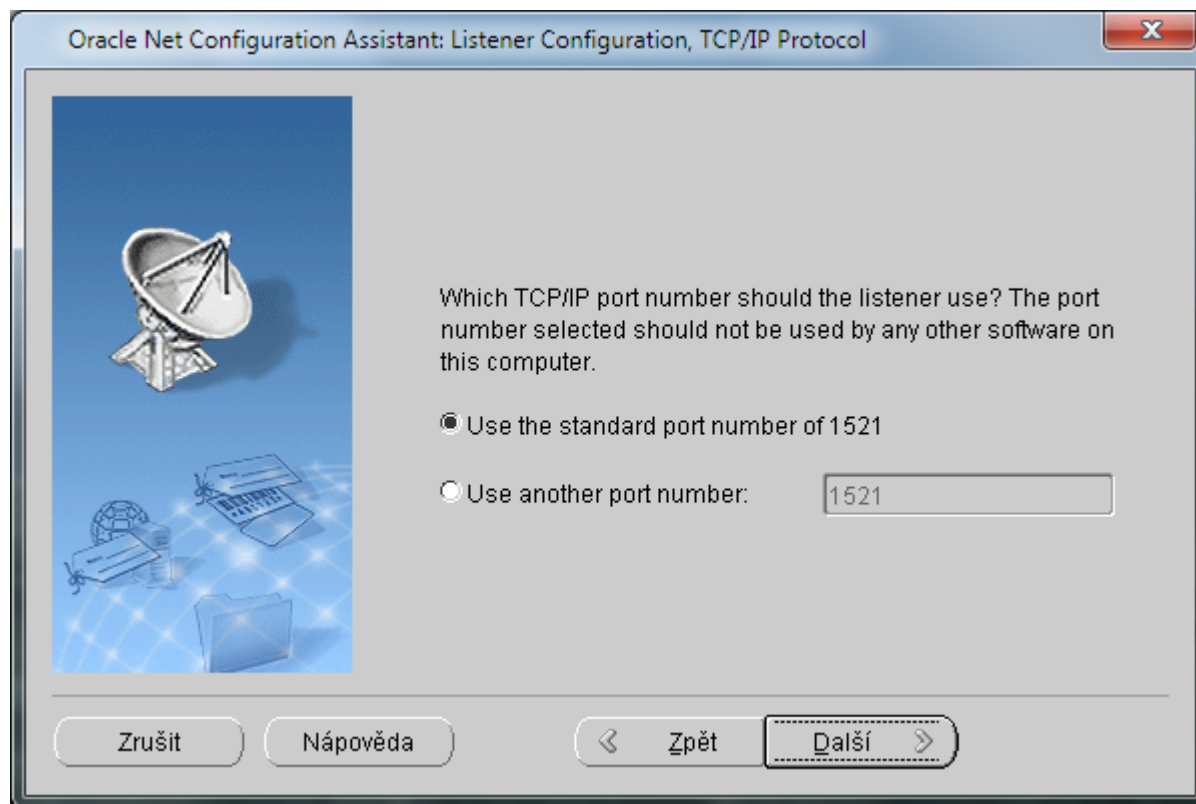 Oracle Net Configuration Assistant: Listener Configuration, TCP/IP Protocol
Which TCP/IP port number should the listener use? The port
number selected should not be used by any other software on
this computer.
Use the standard port number of 1521
Use another port number:
1521
Zrušit
Nápověda
Zpět
Další